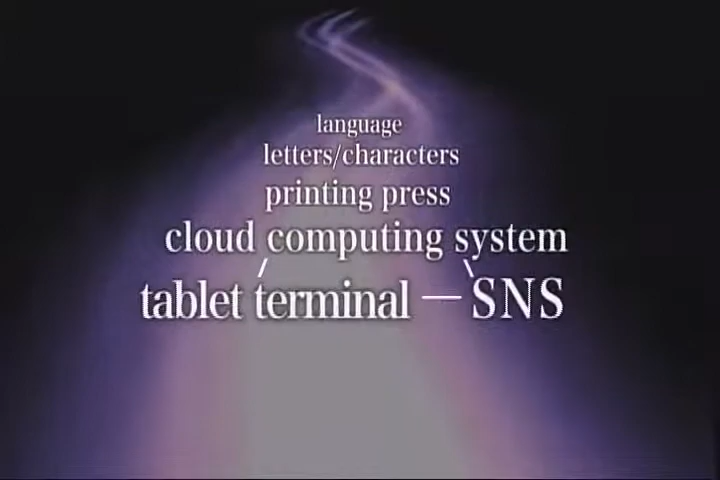 language
letters/characters
printing press
cloud computing system
tablet terminal — SNS